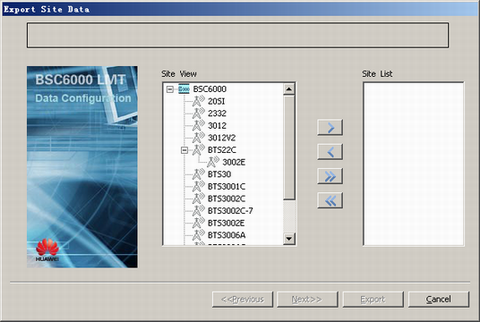 Export Site Data
BSC6000 LMT
Data Configuration
HUAWEI
Site View
BSC6000
205I
2332
3012
3012V2
BTS22C
3002E
BTS30
BTS3001C
BTS3002C
BTS3002C-7
BTS3002E
BTS3006A
Site List
<<Previous
Next>>
Export
Cancel